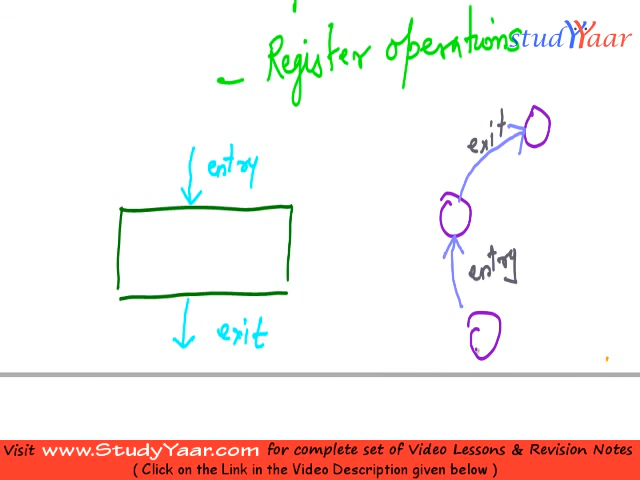 studYYaar
- Register operations
entry
exit
exit
entry
Visit www.StudyYaar.com for complete set of Video Lessons & Revision Notes
( Click on the Link in the Video Description given below )